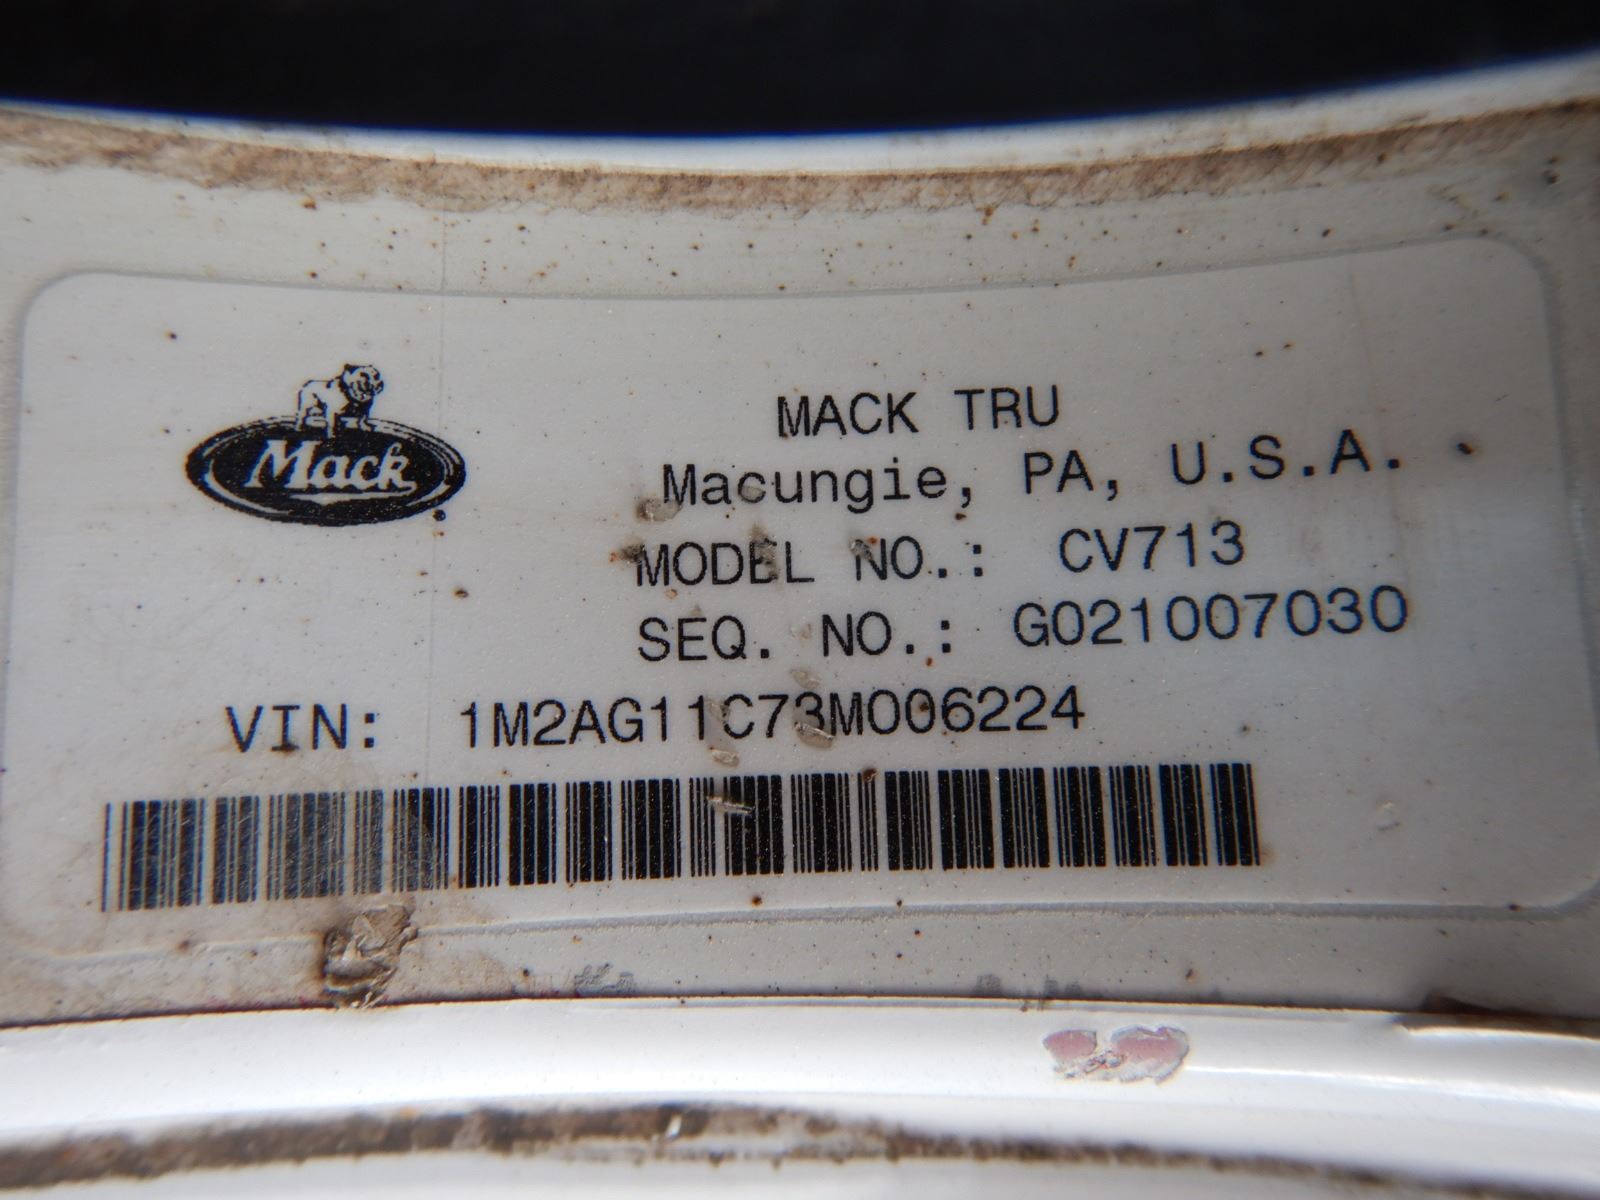 Mack
MACK TRU
Macungie, PA, U.S.A.
MODEL NO.: CV713
SEQ. NO.: G021007030
VIN: 1M2AG11C73M006224